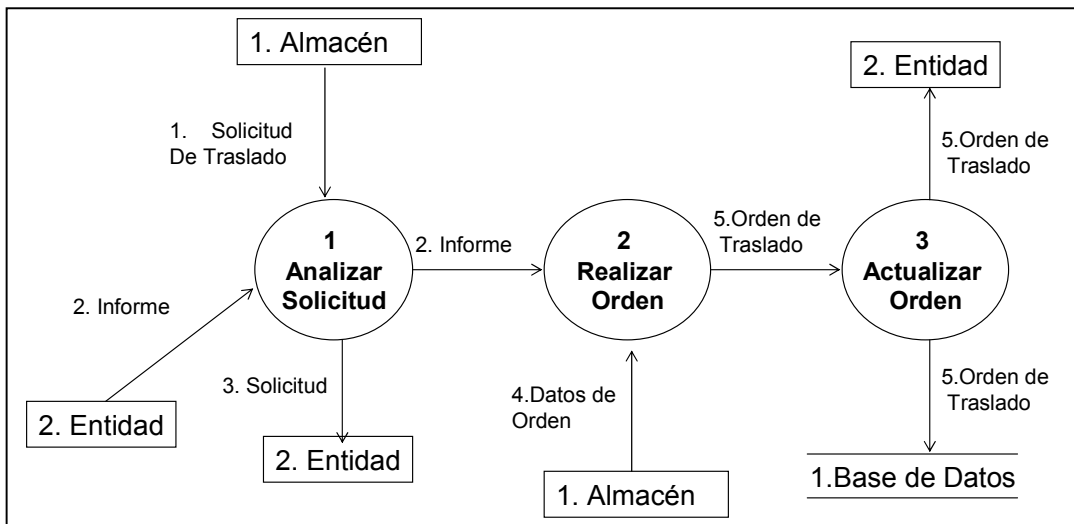 1. Almacén
2. Entidad
1. Solicitud
De Traslado
5.Orden de
Traslado
1
Analizar
Solicitud
2. Informe
2
Realizar
Orden
5.Orden de
Traslado
3
Actualizar
Orden
2. Informe
3. Solicitud
4.Datos de
Orden
5.Orden de
Traslado
2. Entidad
2. Entidad
1. Almacén
1.Base de Datos